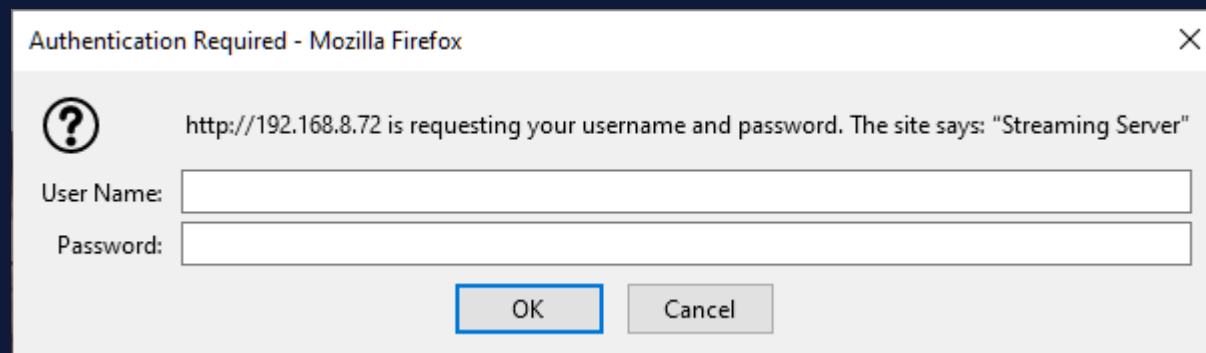 Authentication Required - Mozilla Firefox
http://192.168.8.72 is requesting your username and password. The site says: “Streaming Server”
User Name:
Password:
OK Cancel